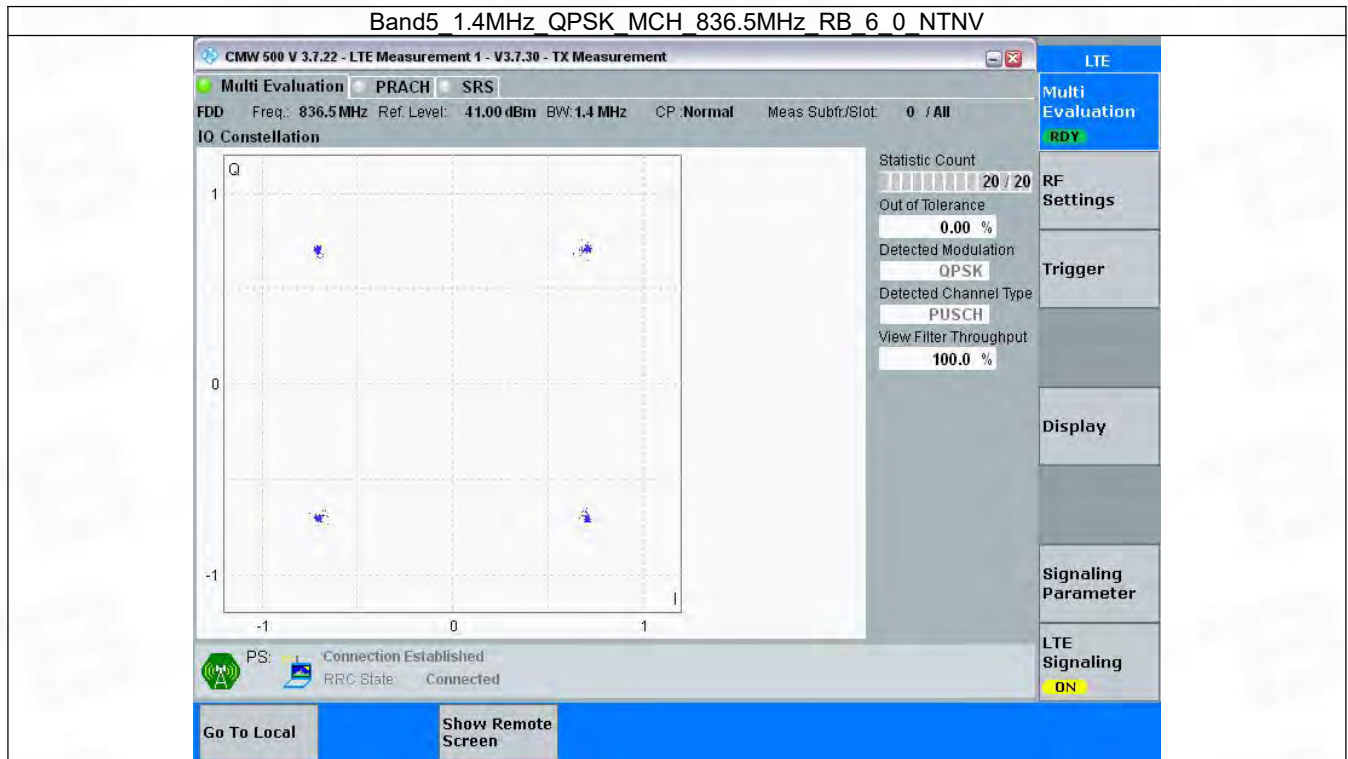 Band5_1.4MHz_QPSK_MCH_836.5MHz_RB_6_0_NTNV
CMW 500 V 3.7.22 - LTE Measurement 1 - V3.7.30 - TX Measurement
LTE
Multi Evaluation PRACH SRS
FDD Freq.: 836.5 MHz Ref. Level: 41.00 dBm BW: 1.4 MHz CP :Normal Meas Subfr./Slot: 0 / All
IQ Constellation
Q
1
0
-1
I
-1 0 1
Statistic Count
20 / 20
Out of Tolerance
0.00 %
Detected Modulation
QPSK
Detected Channel Type
PUSCH
View Filter Throughput
100.0 %
Multi
Evaluation
RDY
RF
Settings
Trigger
Display
Signaling
Parameter
LTE
Signaling
ON
PS: Connection Established
RRC State: Connected
Go To Local
Show Remote
Screen